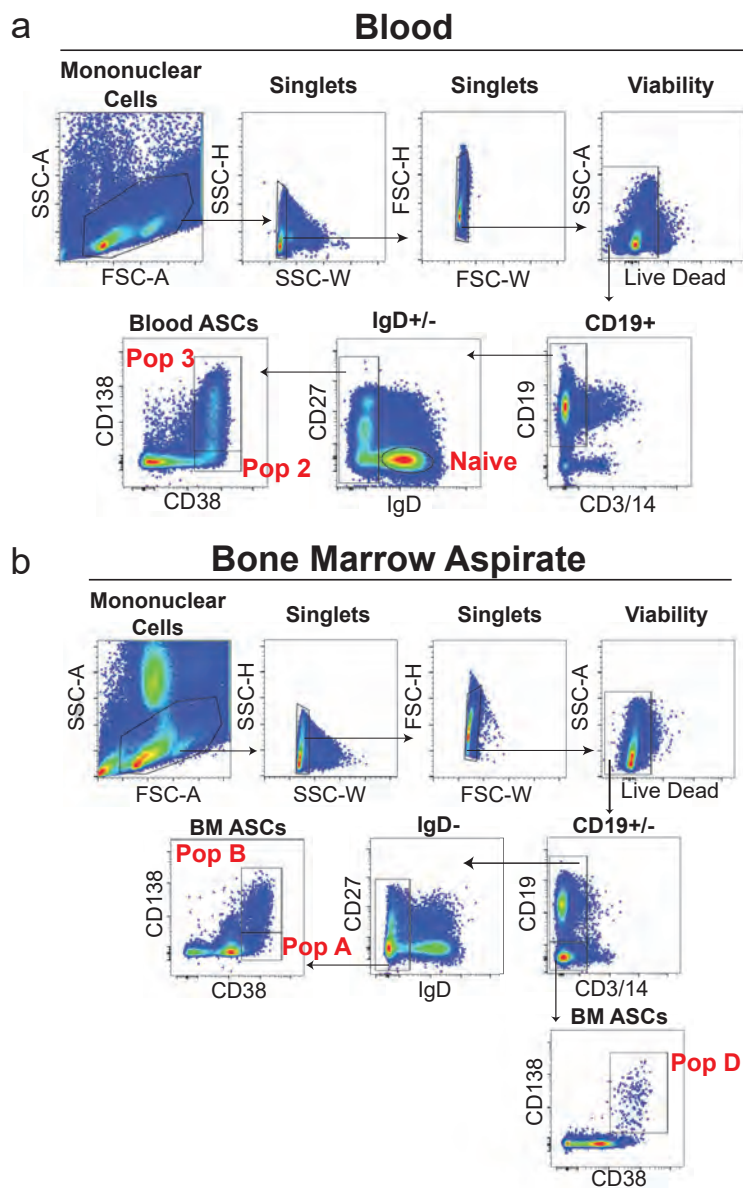 a
Blood
Mononuclear
Cells
Singlets
Singlets
Viability
SSC-A
FSC-A
SSC-H
SSC-W
FSC-H
FSC-W
SSC-A
Live Dead
Blood ASCs
IgD+/-
CD19+
Pop 3
CD138
Pop 2
CD38
CD27
Naive
IgD
CD19
CD3/14
b
Bone Marrow Aspirate
Mononuclear
Cells
Singlets
Singlets
Viability
SSC-A
FSC-A
SSC-H
SSC-W
FSC-H
FSC-W
SSC-A
Live Dead
BM ASCs
IgD-
CD19+/-
Pop B
CD138
Pop A
CD38
CD27
IgD
CD19
CD3/14
BM ASCs
Pop D
CD138
CD38